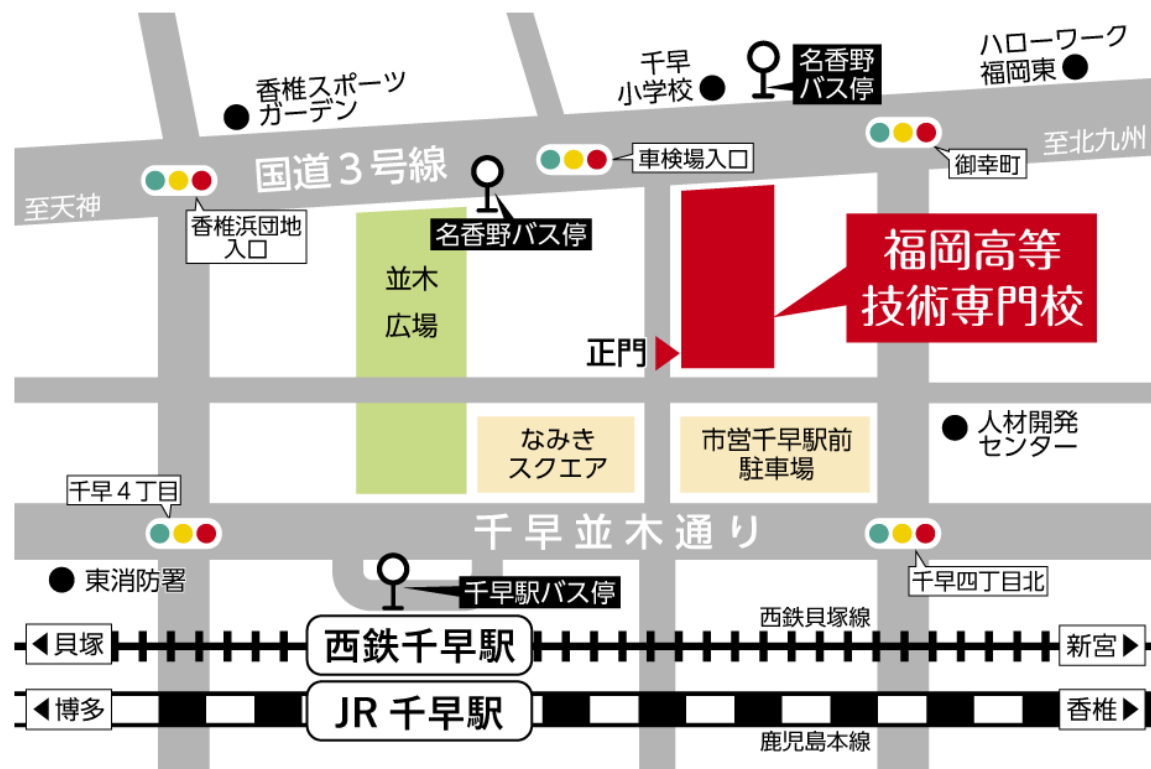 ハローワーク
福岡東
名香野
バス停
千早
小学校
香椎スポーツ
ガーデン
至北九州
国道3号線
車検場入口
御幸町
至天神
香椎浜団地
入口
名香野バス停
福岡高等
技術専門校
並木
広場
正門
なみき
スクエア
市営千早駅前
駐車場
人材開発
センター
千早4丁目
千早並木通り
東消防署
千早駅バス停
千早四丁目北
西鉄貝塚線
◀貝塚
西鉄千早駅
新宮▶
◀博多
JR千早駅
香椎▶
鹿児島本線